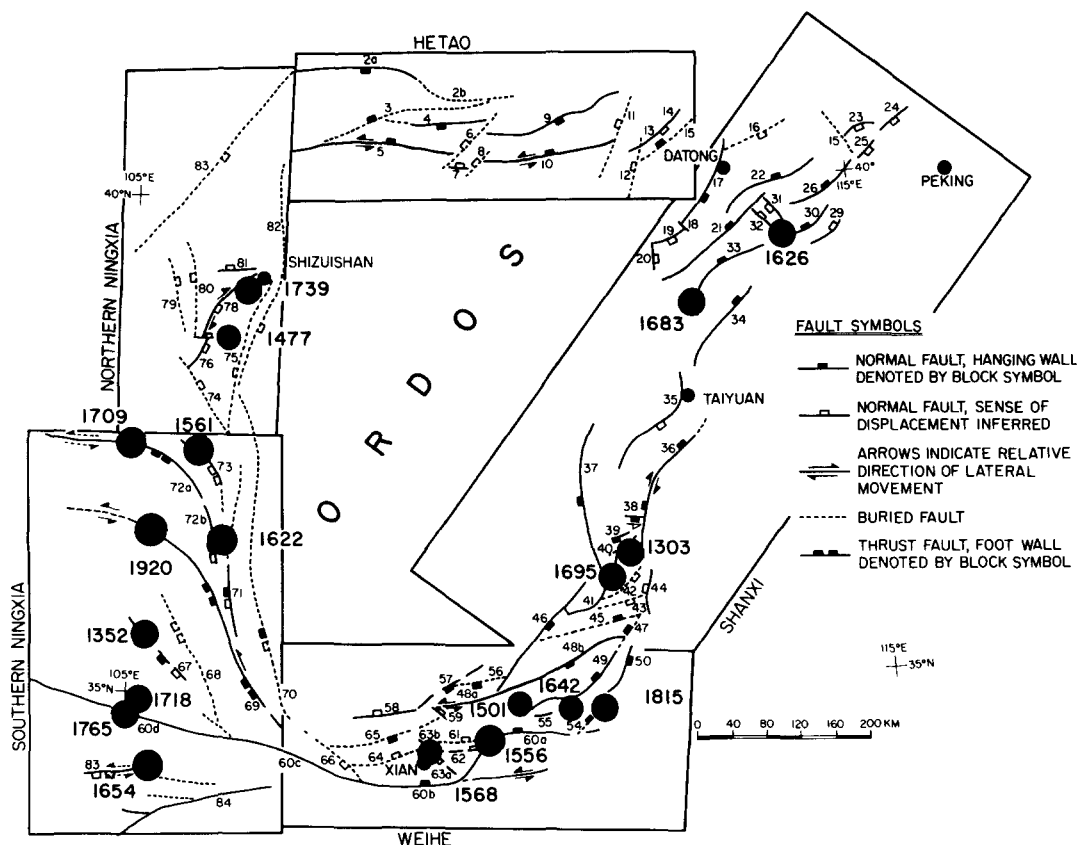 HETAO
2a
2b
3
4
5
6
7
8
9
10
11
12
13
14
15
16
DATONG
17
18
19
20
21
22
23
24
15
25
26
40°
115°E
PEKING
29
30
31
32
1626
33
1683
34
105°E
40°N
83
82
NORTHERN NINGXIA
81
SHIZUISHAN
80
79
78
1739
1477
76
75
74
ORDOS
FAULT SYMBOLS
NORMAL FAULT, HANGING WALL
DENOTED BY BLOCK SYMBOL
NORMAL FAULT, SENSE OF
DISPLACEMENT INFERRED
ARROWS INDICATE RELATIVE
DIRECTION OF LATERAL
MOVEMENT
BURIED FAULT
THRUST FAULT, FOOT WALL
DENOTED BY BLOCK SYMBOL
35
TAIYUAN
36
37
38
39
40
1303
1695
41
42
43
44
45
46
47
SHANXI
1709
1561
73
72a
72b
1622
1920
71
1352
67
68
69
70
105°E
35°N
1718
1765
60d
83
1654
84
60c
SOUTHERN NINGXIA
115°E
35°N
48b
49
50
57
56
48a
58
59
1501
1642
1815
55
54
65
63b
61
60a
66
64
62
XIAN
63a
1556
60b
1568
0 40 80 120 160 200 KM
WEIHE